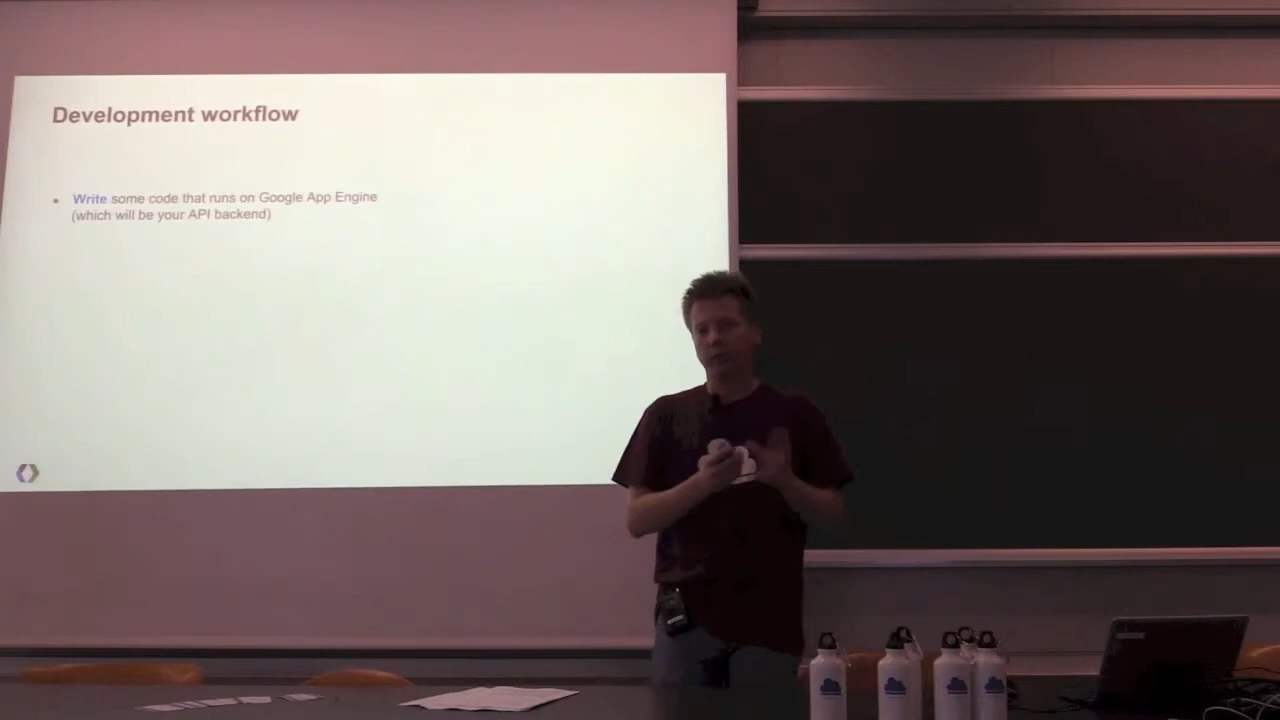 Development workflow
• Write some code that runs on Google App Engine
(which will be your API backend)